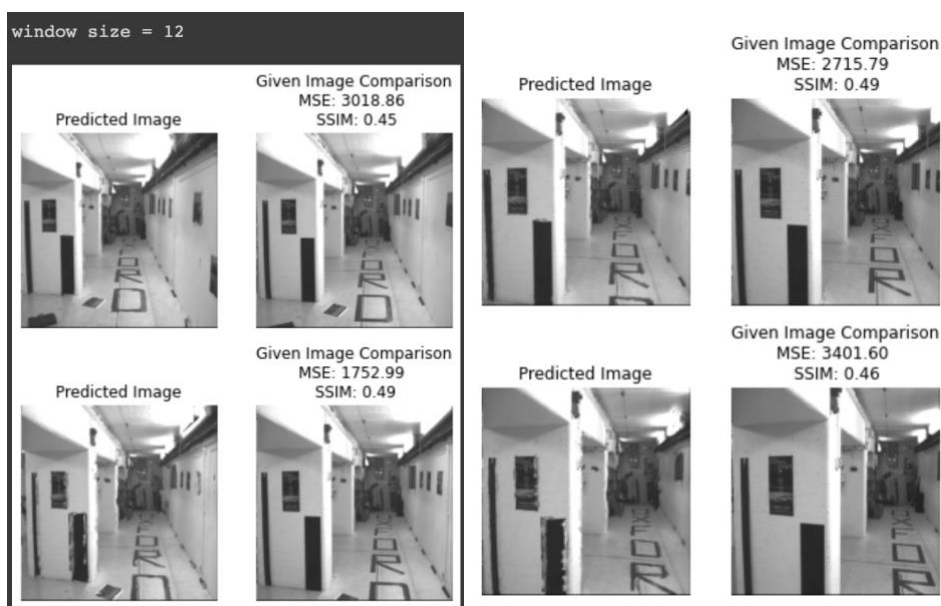 window size = 12
Given Image Comparison
MSE: 3018.86
SSIM: 0.45
Predicted Image
Given Image Comparison
MSE: 1752.99
SSIM: 0.49
Predicted Image
Given Image Comparison
MSE: 2715.79
SSIM: 0.49
Predicted Image
Given Image Comparison
MSE: 3401.60
SSIM: 0.46
Predicted Image